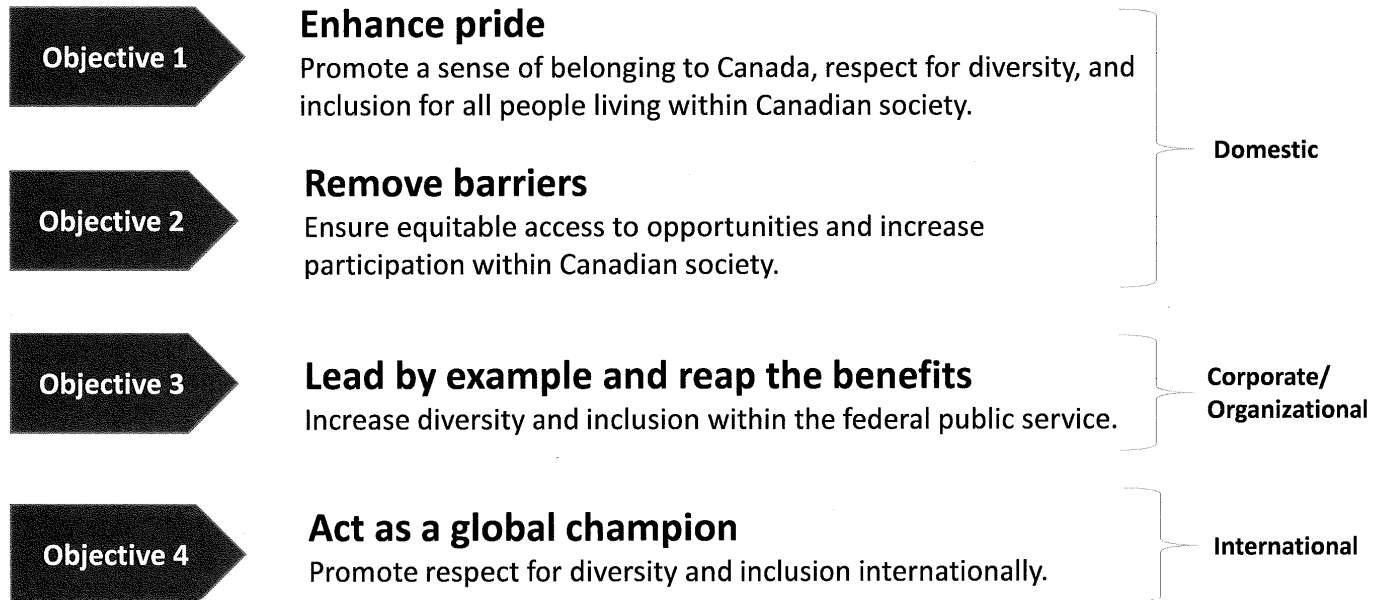 Objective 1
Enhance pride
Promote a sense of belonging to Canada, respect for diversity, and
inclusion for all people living within Canadian society.
Domestic
Objective 2
Remove barriers
Ensure equitable access to opportunities and increase
participation within Canadian society.
Objective 3
Lead by example and reap the benefits
Increase diversity and inclusion within the federal public service.
Corporate/
Organizational
Objective 4
Act as a global champion
Promote respect for diversity and inclusion internationally.
International